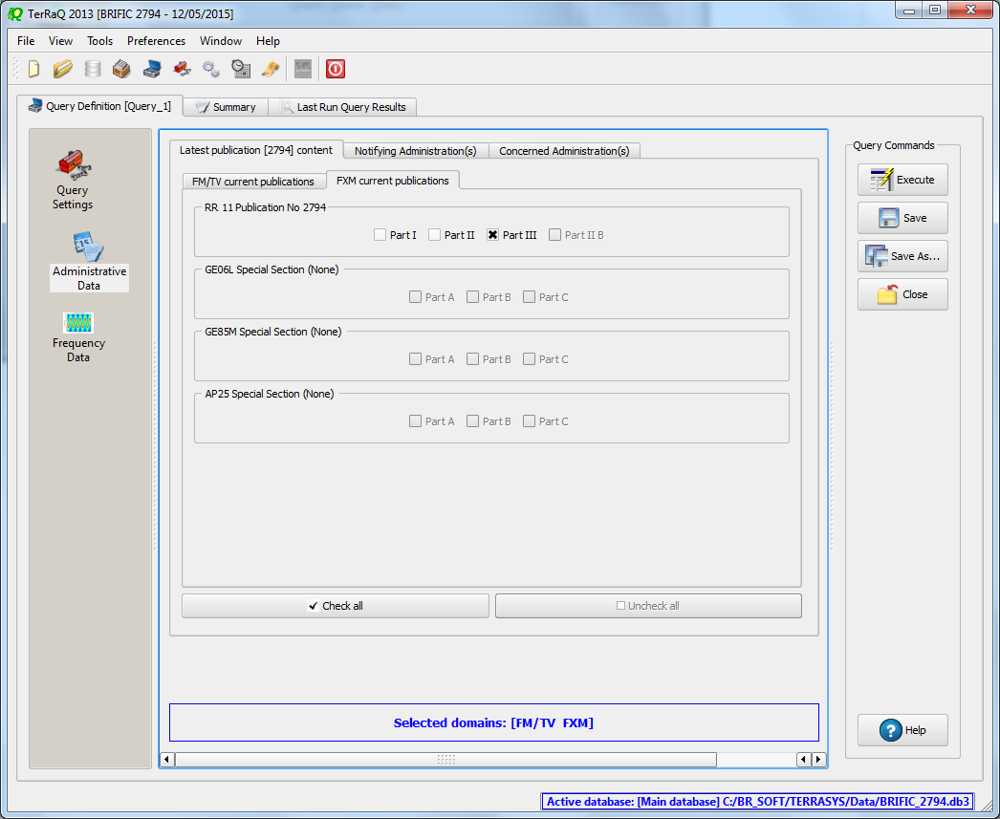 TerRaQ 2013 [BRIFIC 2794 - 12/05/2015]
File View Tools Preferences Window Help
Query Definition [Query_1] Summary Last Run Query Results
Query Settings
Administrative Data
Frequency Data
Latest publication [2794] content Notifying Administration(s) Concerned Administration(s)
FM/TV current publications FXM current publications
RR 11 Publication No 2794
Part I Part II Part III Part II B
GE06L Special Section (None)
Part A Part B Part C
GE85M Special Section (None)
Part A Part B Part C
AP25 Special Section (None)
Part A Part B Part C
Check all Uncheck all
Selected domains: [FM/TV FXM]
Query Commands
Execute
Save
Save As...
Close
Help
Active database: [Main database] C:/BR_SOFT/TERRASYS/Data/BRIFIC_2794.db3